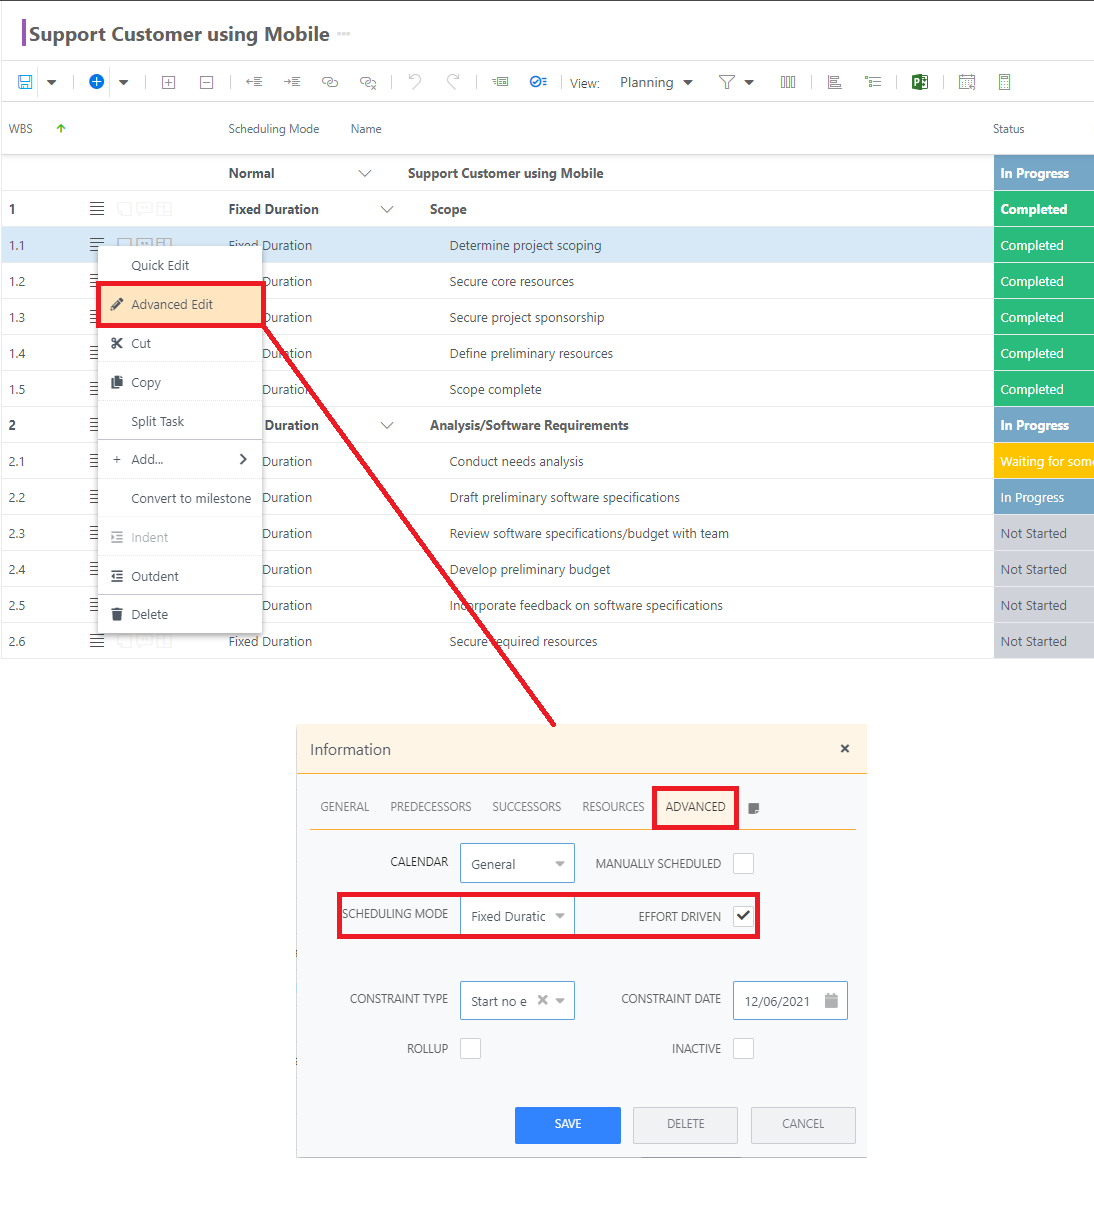 Support Customer using Mobile
View: Planning
WBS Scheduling Mode Name Status
Normal Support Customer using Mobile In Progress
1 Fixed Duration Scope Completed
1.1 Fixed Duration Determine project scoping Completed
Quick Edit
1.2 Duration Secure core resources Completed
Advanced Edit
1.3 Duration Secure project sponsorship Completed
Cut
1.4 Duration Define preliminary resources Completed
Copy
1.5 Duration Scope complete Completed
Split Task
2 Duration Analysis/Software Requirements In Progress
Add...
2.1 Duration Conduct needs analysis Waiting for som
Convert to milestone
2.2 Duration Draft preliminary software specifications In Progress
Indent
2.3 Duration Review software specifications/budget with team Not Started
Outdent
2.4 Duration Develop preliminary budget Not Started
Delete
2.5 Duration Incorporate feedback on software specifications Not Started
2.6 Fixed Duration Secure required resources Not Started
Information
GENERAL PREDECESSORS SUCCESSORS RESOURCES ADVANCED
CALENDAR General MANUALLY SCHEDULED
SCHEDULING MODE Fixed Duratic EFFORT DRIVEN
CONSTRAINT TYPE Start no e CONSTRAINT DATE 12/06/2021
ROLLUP INACTIVE
SAVE DELETE CANCEL